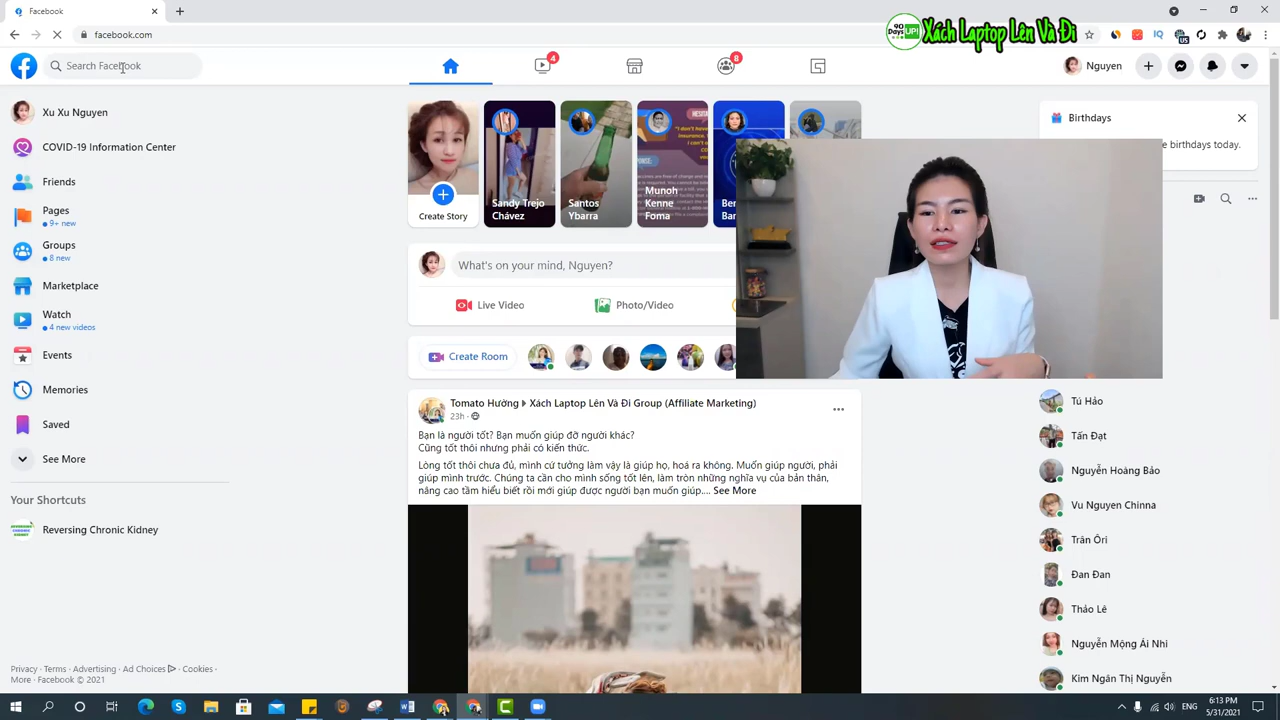 Facebook
facebook.com
90
Days UP!
Xách Laptop Lên Và Đi
Search Facebook
4
8
Nguyen
Xu Xu Nguyen
COVID-19 Information Center
Friends
Pages
9+ new
Groups
8 new
Marketplace
Watch
4 new videos
Events
Memories
Saved
See More
Your Shortcuts
Reversing Chronic Kidney
Privacy · Terms · Advertising · Ad Choices · Cookies ·
More · Facebook © 2021
Create Story
Sandy Trejo
Chávez
Santos
Ybarra
Munoh
Kenne
Foma
What's on your mind, Nguyen?
Live Video
Photo/Video
Create Room
Tomato Hường ▶ Xách Laptop Lên Và Đi Group (Affiliate Marketing)
23h ·
Bạn là người tốt? Bạn muốn giúp đỡ người khác?
Cũng tốt thôi nhưng phải có kiến thức.
Lòng tốt thôi chưa đủ, mình cứ tưởng làm vậy là giúp họ, hoá ra không. Muốn giúp người, phải
giúp mình trước. Chúng ta cần cho mình sống tốt lên, làm tròn những nghĩa vụ của bản thân,
nâng cao tầm hiểu biết rồi mới giúp được người bạn muốn giúp.... See More
Birthdays
birthdays today.
Tú Hảo
Tấn Đạt
Nguyễn Hoàng Bảo
Vu Nguyen Chinna
Trân Ôri
Đan Đan
Thảo Lê
Nguyễn Mộng Ái Nhi
Kim Ngân Thị Nguyễn
ENG
6:13 PM
5/31/2021